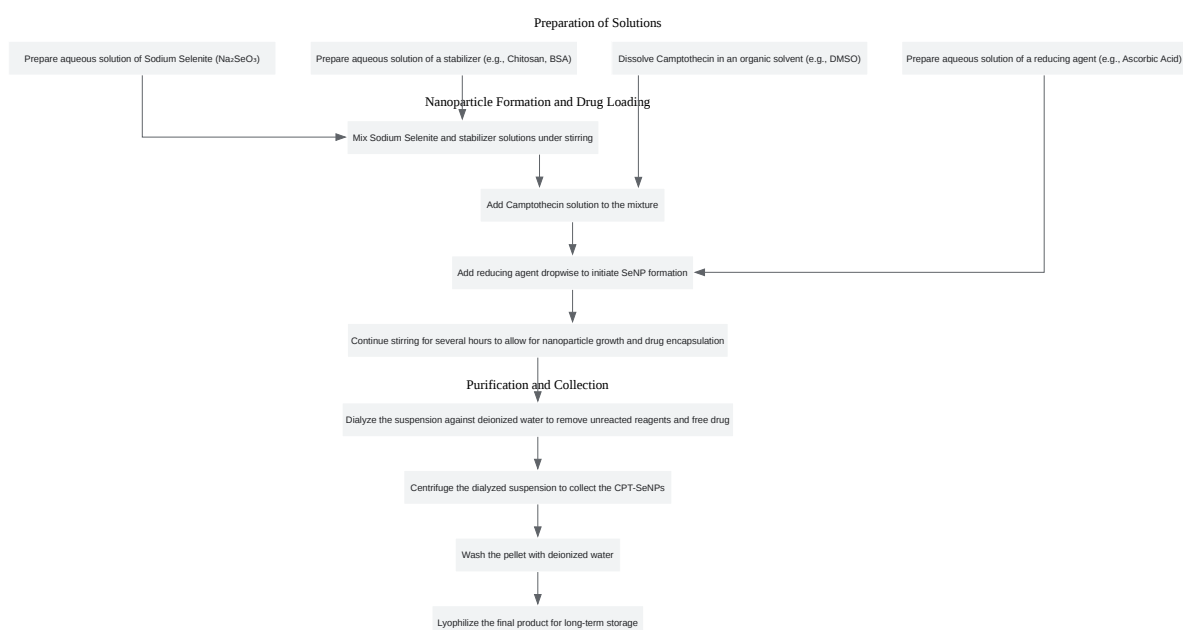 Preparation of Solutions
Prepare aqueous solution of Sodium Selenite (Na₂SeO₃)
Prepare aqueous solution of a stabilizer (e.g., Chitosan, BSA)
Dissolve Camptothecin in an organic solvent (e.g., DMSO)
Prepare aqueous solution of a reducing agent (e.g., Ascorbic Acid)
Nanoparticle Formation and Drug Loading
Mix Sodium Selenite and stabilizer solutions under stirring
Add Camptothecin solution to the mixture
Add reducing agent dropwise to initiate SeNP formation
Continue stirring for several hours to allow for nanoparticle growth and drug encapsulation
Purification and Collection
Dialyze the suspension against deionized water to remove unreacted reagents and free drug
Centrifuge the dialyzed suspension to collect the CPT-SeNPs
Wash the pellet with deionized water
Lyophilize the final product for long-term storage